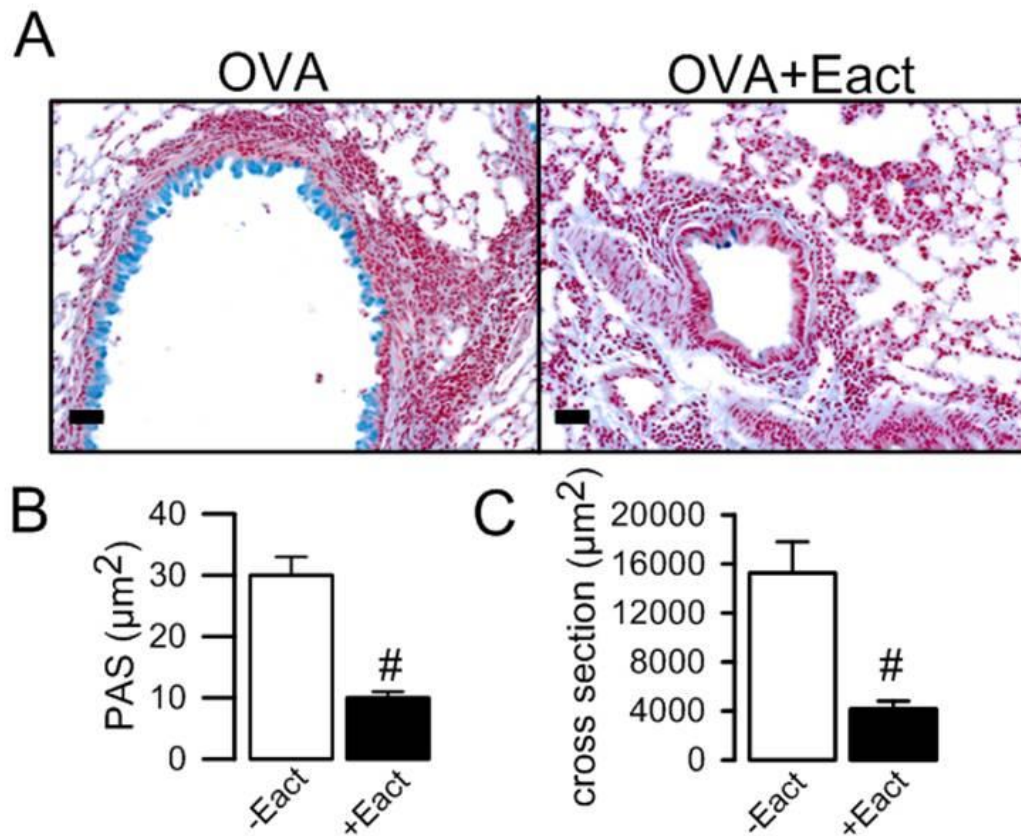 A
OVA
OVA+Eact
B
PAS (µm²)
40
30
20
10
0
#
-Eact
+Eact
C
cross section (µm²)
20000
16000
12000
8000
4000
0
#
-Eact
+Eact